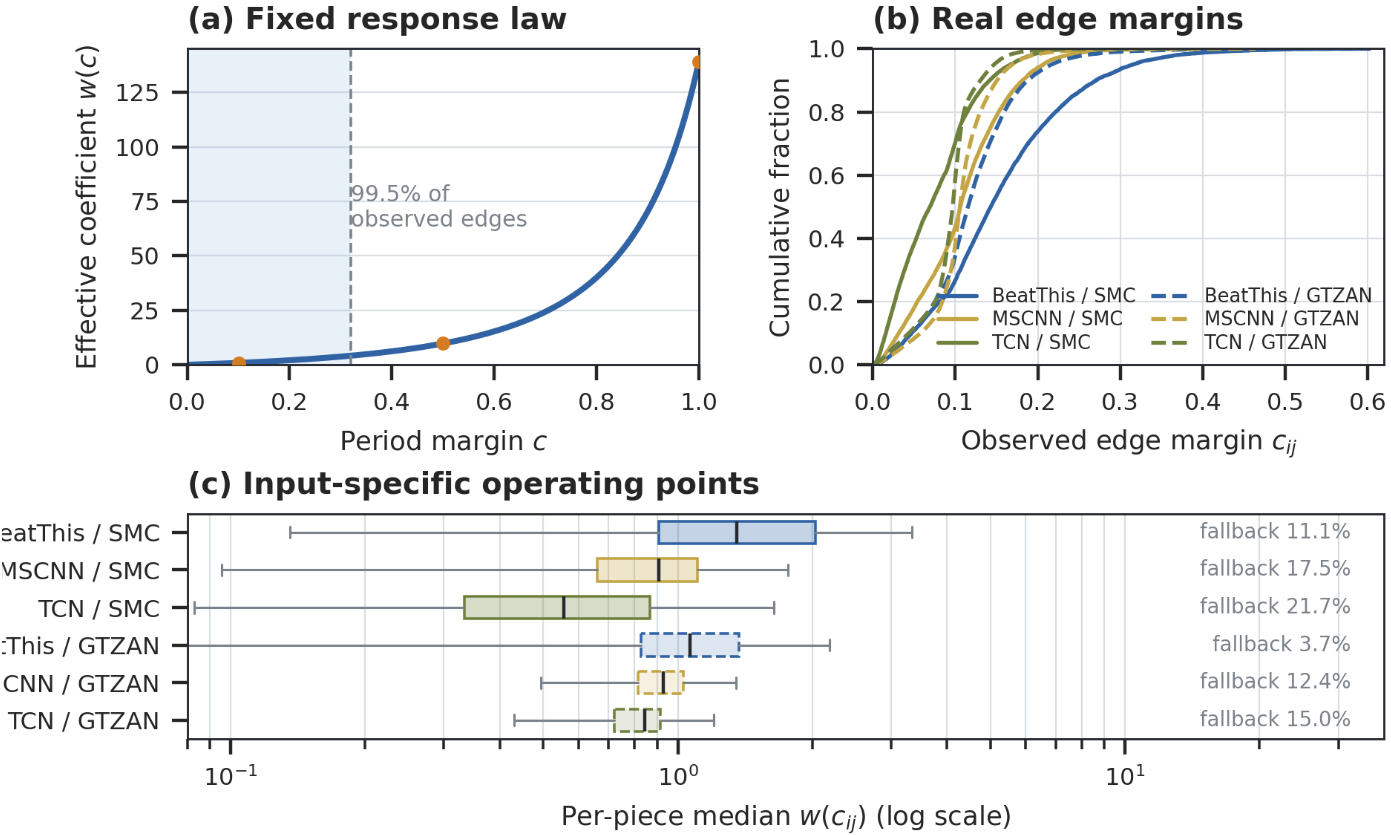 (a) Fixed response law
Effective coefficient w(c)
125
100
75
50
25
0
99.5% of
observed edges
0.0 0.2 0.4 0.6 0.8 1.0
Period margin c
(b) Real edge margins
Cumulative fraction
1.0
0.8
0.6
0.4
0.2
0.0
BeatThis / SMC BeatThis / GTZAN
MSCNN / SMC MSCNN / GTZAN
TCN / SMC TCN / GTZAN
0.0 0.1 0.2 0.3 0.4 0.5 0.6
Observed edge margin cij
(c) Input-specific operating points
eatThis / SMC fallback 11.1%
MSCNN / SMC fallback 17.5%
TCN / SMC fallback 21.7%
tThis / GTZAN fallback 3.7%
CNN / GTZAN fallback 12.4%
TCN / GTZAN fallback 15.0%
10⁻¹ 10⁰ 10¹
Per-piece median w(cij) (log scale)